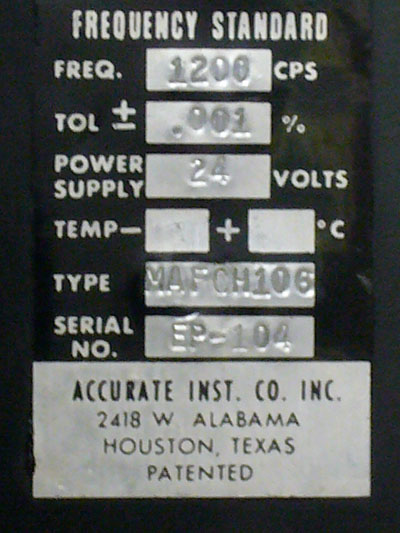 FREQUENCY STANDARD
FREQ. 1200 CPS
TOL ± .001 %
POWER SUPPLY 24 VOLTS
TEMP – + °C
TYPE MAFCH106
SERIAL NO. EP-104
ACCURATE INST. CO. INC.
2418 W. ALABAMA
HOUSTON, TEXAS
PATENTED